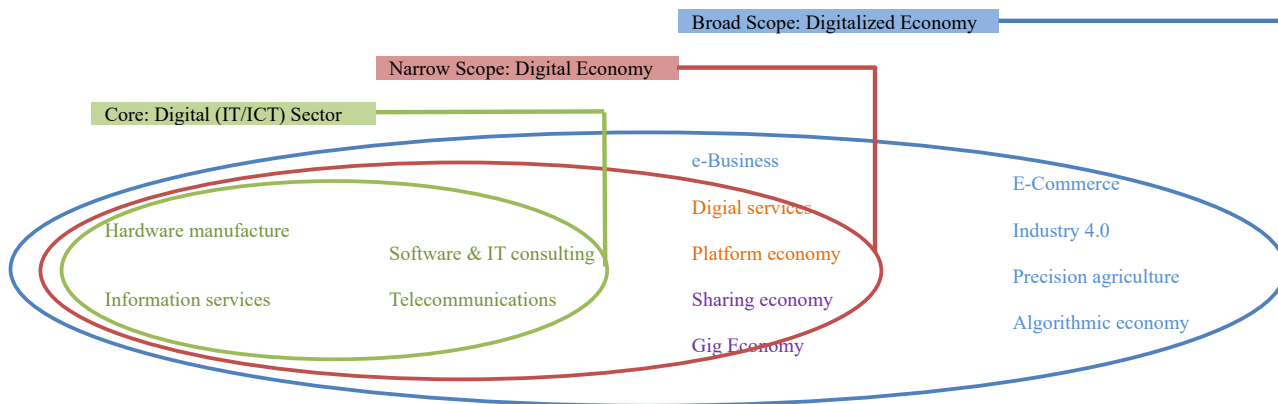 Broad Scope: Digitalized Economy
Narrow Scope: Digital Economy
Core: Digital (IT/ICT) Sector
e-Business
E-Commerce
Digial services
Hardware manufacture
Industry 4.0
Software & IT consulting
Platform economy
Precision agriculture
Information services
Telecommunications
Sharing economy
Algorithmic economy
Gig Economy